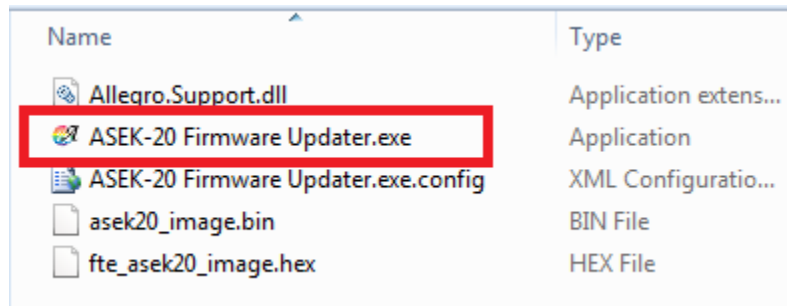 Name Type
Allegro.Support.dll Application extens...
ASEK-20 Firmware Updater.exe Application
ASEK-20 Firmware Updater.exe.config XML Configuratio...
asek20_image.bin BIN File
fte_asek20_image.hex HEX File